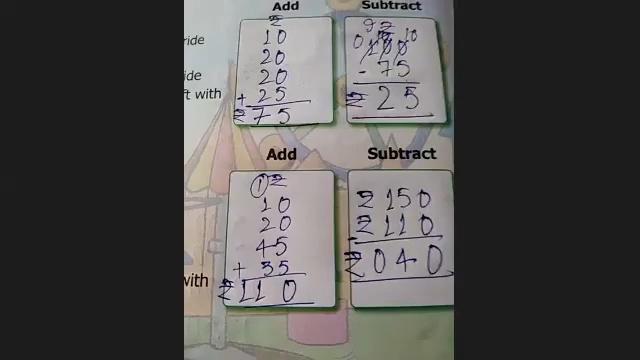 Add
Subtract
ride
ide
ft with
₹
10
20
20
+ 25
₹ 75
9 ₹
0 10 10
100
- 75
₹ 25
Add
Subtract
① ₹
10
20
45
+ 35
₹ 110
₹ 150
- ₹ 110
₹ 040
with